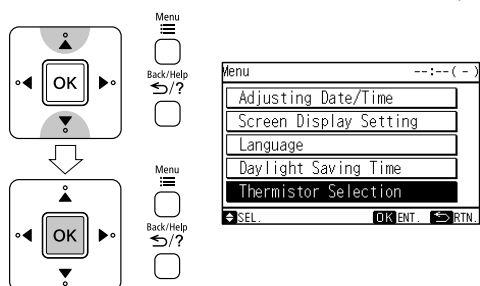 Menu
OK
Back/Help
⮌/?
Menu
OK
Back/Help
⮌/?
Menu --:--( - )
Adjusting Date/Time
Screen Display Setting
Language
Daylight Saving Time
Thermistor Selection
SEL. OK ENT. RTN.